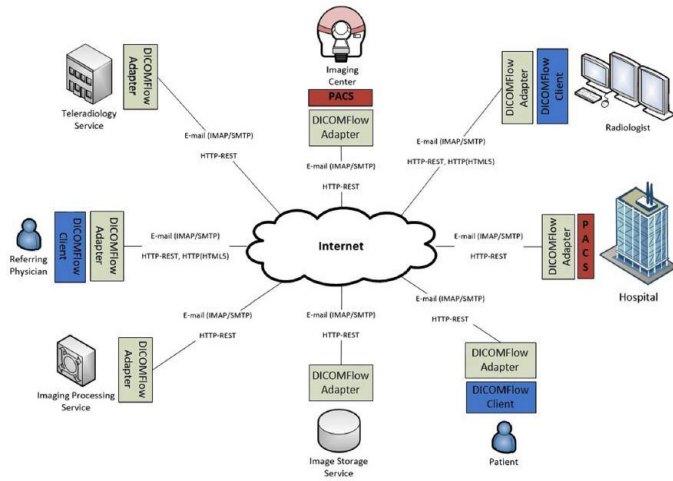 DICOMFlow
Adapter
Teleradiology
Service
E-mail (IMAP/SMTP)
HTTP-REST
Imaging
Center
PACS
DICOMFlow
Adapter
E-mail (IMAP/SMTP)
HTTP-REST
DICOMFlow
Adapter
DICOMFlow
Client
Radiologist
E-mail (IMAP/SMTP)
HTTP-REST, HTTP(HTML5)
Referring
Physician
DICOMFlow
Client
DICOMFlow
Adapter
E-mail (IMAP/SMTP)
HTTP-REST, HTTP(HTML5)
Internet
E-mail (IMAP/SMTP)
HTTP-REST
DICOMFlow
Adapter
PACS
Hospital
E-mail (IMAP/SMTP)
HTTP-REST
Imaging Processing
Service
DICOMFlow
Adapter
E-mail (IMAP/SMTP)
HTTP-REST
DICOMFlow
Adapter
Image Storage
Service
E-mail (IMAP/SMTP)
HTTP-REST
DICOMFlow
Adapter
DICOMFlow
Client
Patient